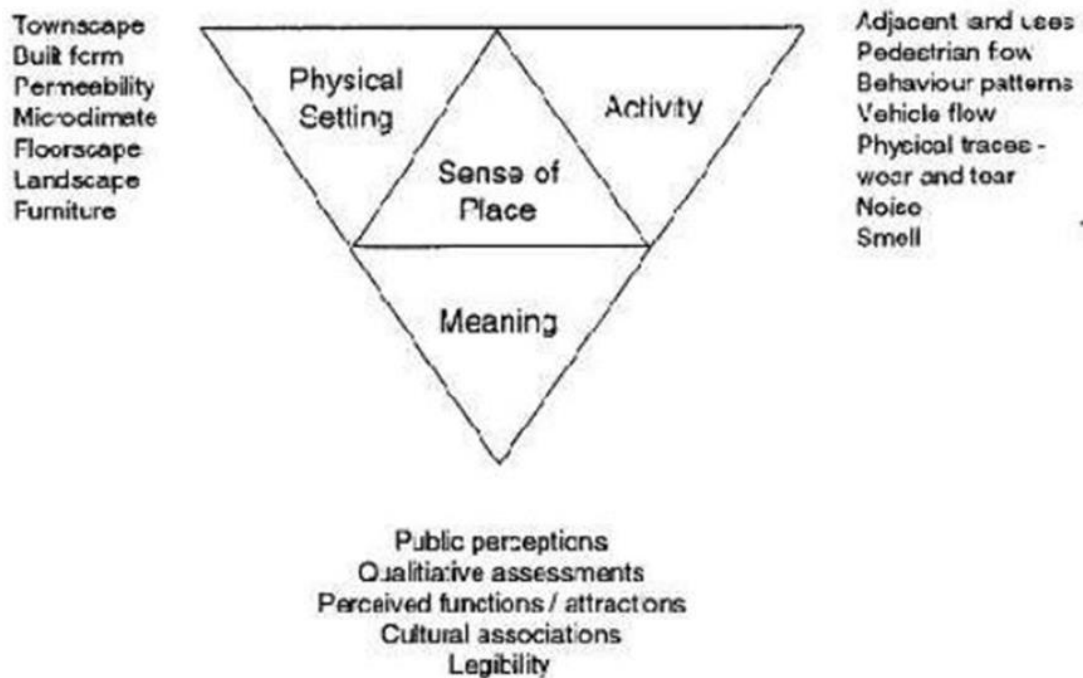 Townscape
Built form
Permeability
Microclimate
Floorscape
Landscape
Furniture
Physical
Setting
Activity
Sense of
Place
Meaning
Adjacent land uses
Pedestrian flow
Behaviour patterns
Vehicle flow
Physical traces -
wear and tear
Noise
Smell
Public perceptions
Qualitiative assessments
Perceived functions / attractions
Cultural associations
Legibility